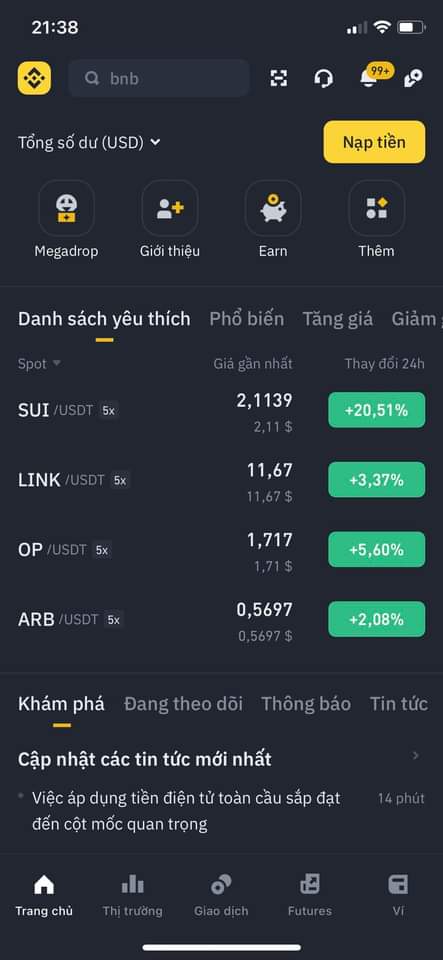 21:38
bnb
99+
Tổng số dư (USD)
Nạp tiền
Megadrop
Giới thiệu
Earn
Thêm
Danh sách yêu thích Phổ biến Tăng giá Giảm
Spot Giá gần nhất Thay đổi 24h
SUI /USDT 5x 2,1139 +20,51%
2,11 $
LINK /USDT 5x 11,67 +3,37%
11,67 $
OP /USDT 5x 1,717 +5,60%
1,71 $
ARB /USDT 5x 0,5697 +2,08%
0,5697 $
Khám phá Đang theo dõi Thông báo Tin tức
Cập nhật các tin tức mới nhất
Việc áp dụng tiền điện tử toàn cầu sắp đạt 14 phút
đến cột mốc quan trọng
Trang chủ Thị trường Giao dịch Futures Ví